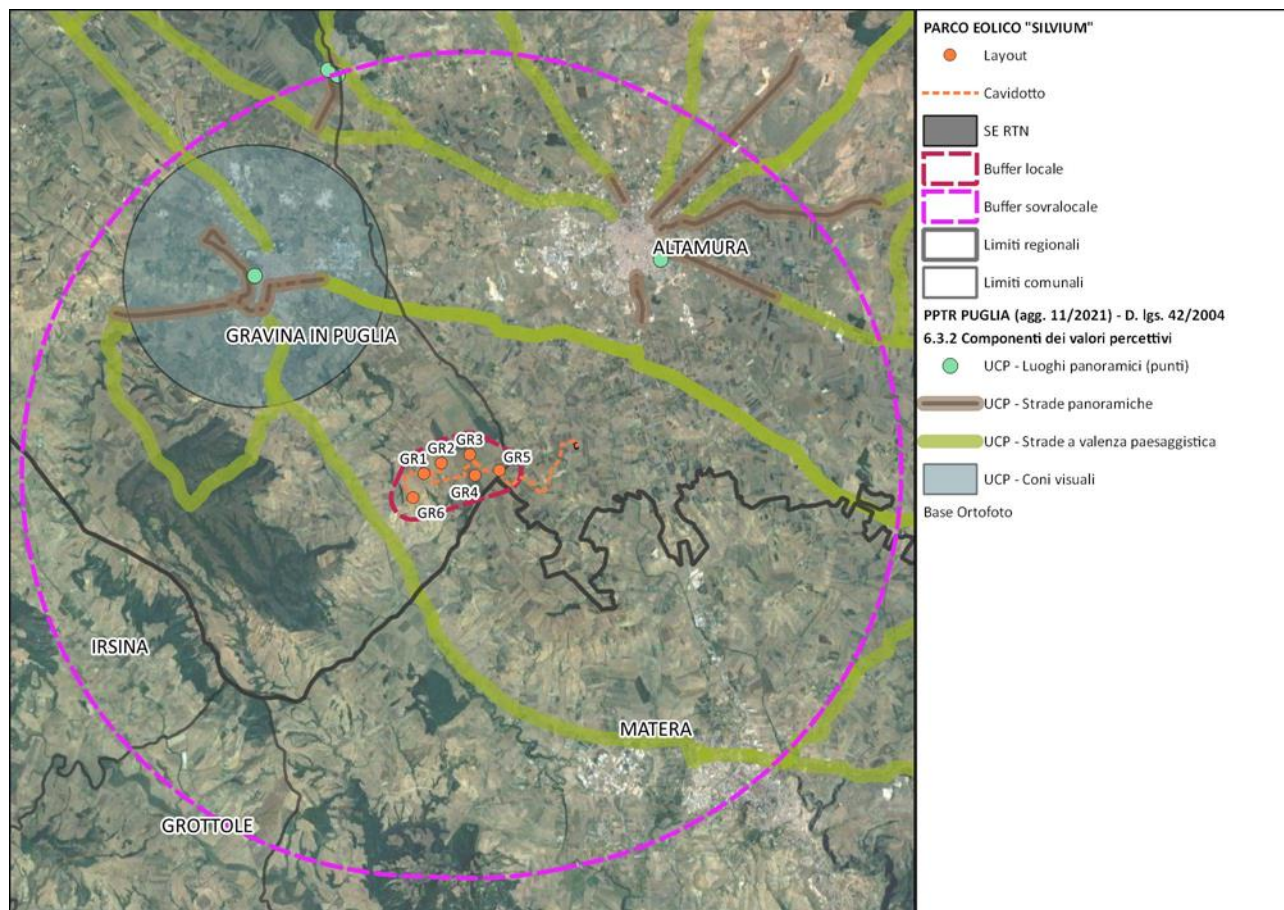 ALTAMURA
GRAVINA IN PUGLIA
GR3
GR2
GR1
GR5
GR4
GR6
IRSINA
MATERA
GROTTOLE
PARCO EOLICO "SILVIUM"
Layout
Cavidotto
SE RTN
Buffer locale
Buffer sovralocale
Limiti regionali
Limiti comunali
PPTR PUGLIA (agg. 11/2021) - D. lgs. 42/2004
6.3.2 Componenti dei valori percettivi
UCP - Luoghi panoramici (punti)
UCP - Strade panoramiche
UCP - Strade a valenza paesaggistica
UCP - Coni visuali
Base Ortofoto